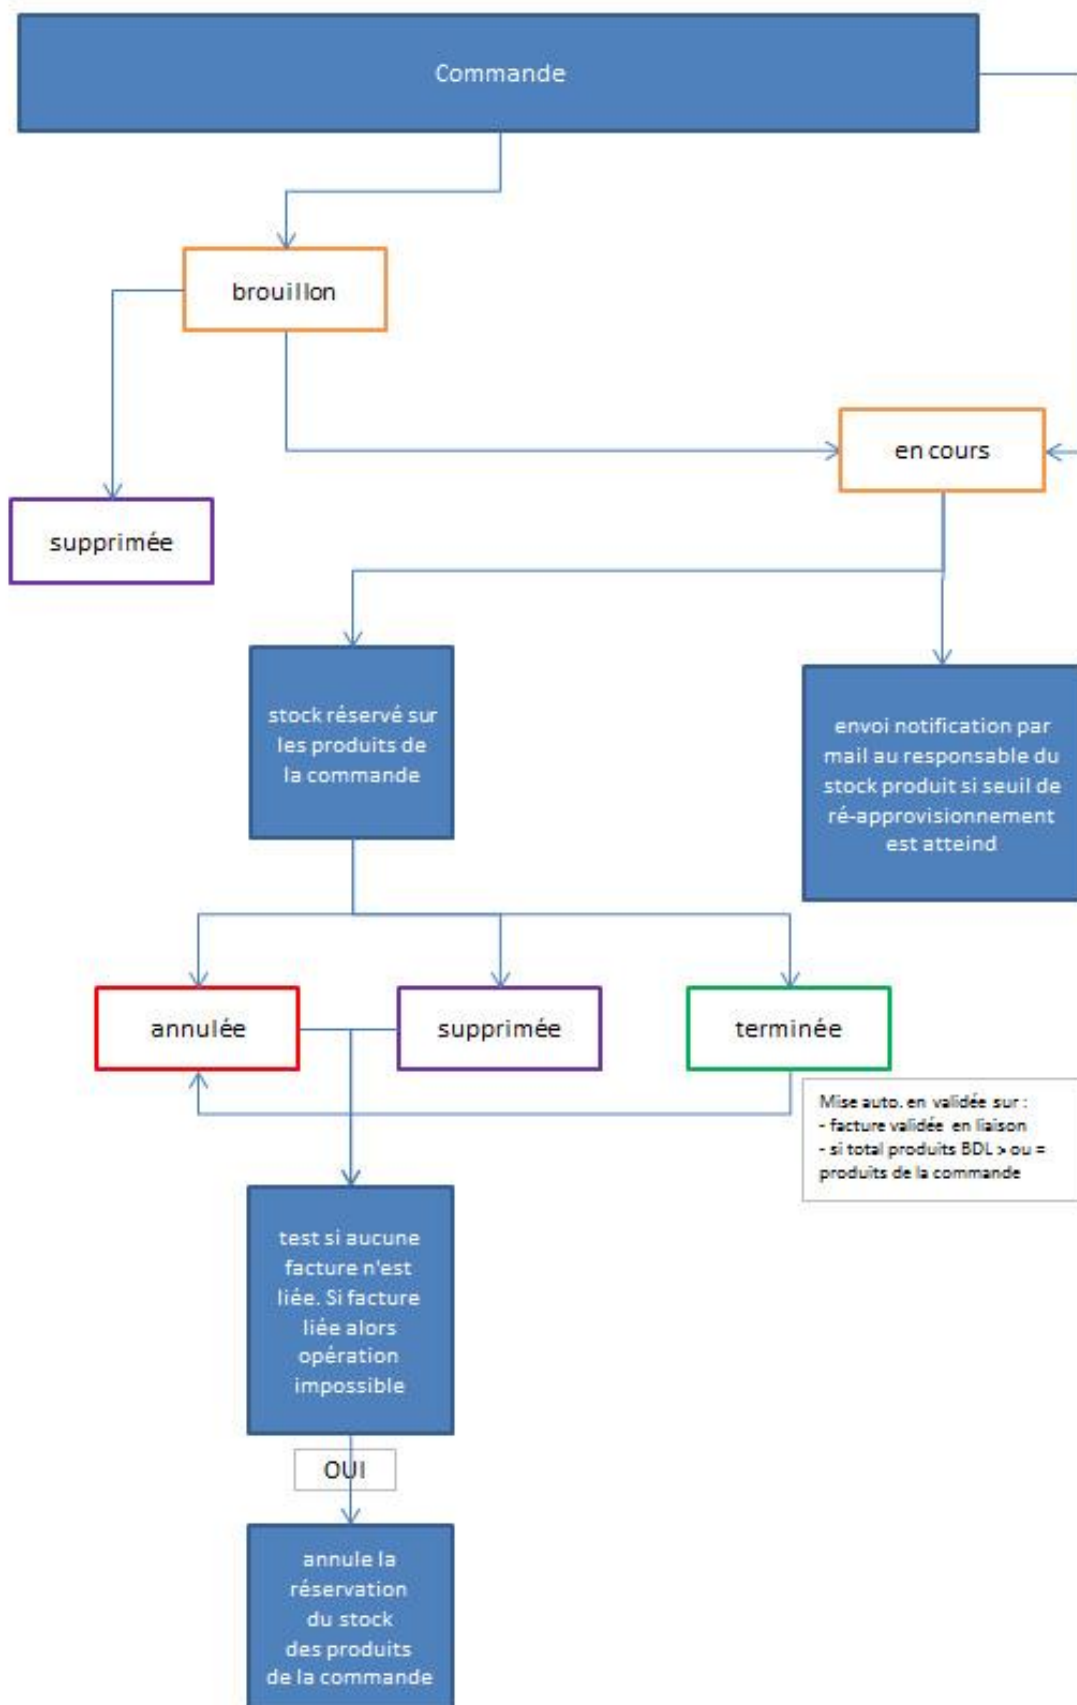 Commande
brouillon
en cours
supprimée
stock réservé sur
les produits de
la commande
envoi notification par
mail au responsable du
stock produit si seuil de
ré-approvisionnement
est atteind
annulée
supprimée
terminée
Mise auto. en validée sur :
- facture validée en liaison
- si total produits BDL > ou =
produits de la commande
test si aucune
facture n'est
liée. Si facture
liée alors
opération
impossible
OUI
annule la
réservation
du stock
des produits
de la commande